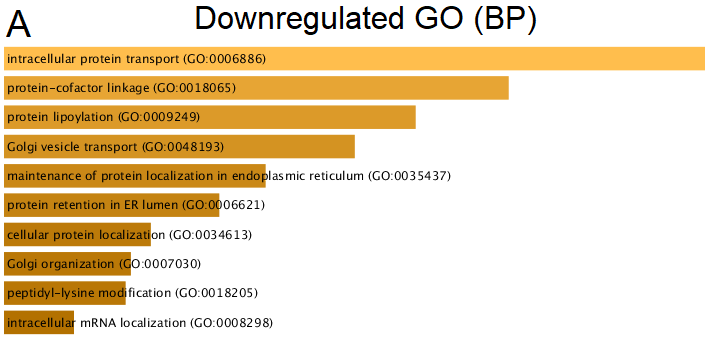 A
Downregulated GO (BP)
intracellular protein transport (GO:0006886)
protein-cofactor linkage (GO:0018065)
protein lipoylation (GO:0009249)
Golgi vesicle transport (GO:0048193)
maintenance of protein localization in endoplasmic reticulum (GO:0035437)
protein retention in ER lumen (GO:0006621)
cellular protein localization (GO:0034613)
Golgi organization (GO:0007030)
peptidyl-lysine modification (GO:0018205)
intracellular mRNA localization (GO:0008298)